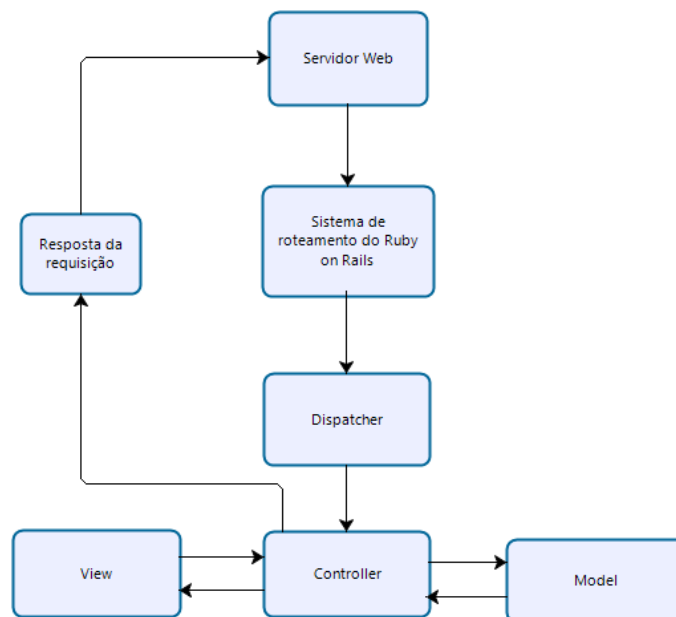 Servidor Web
Sistema de
roteamento do Ruby
on Rails
Resposta da
requisição
Dispatcher
View
Controller
Model